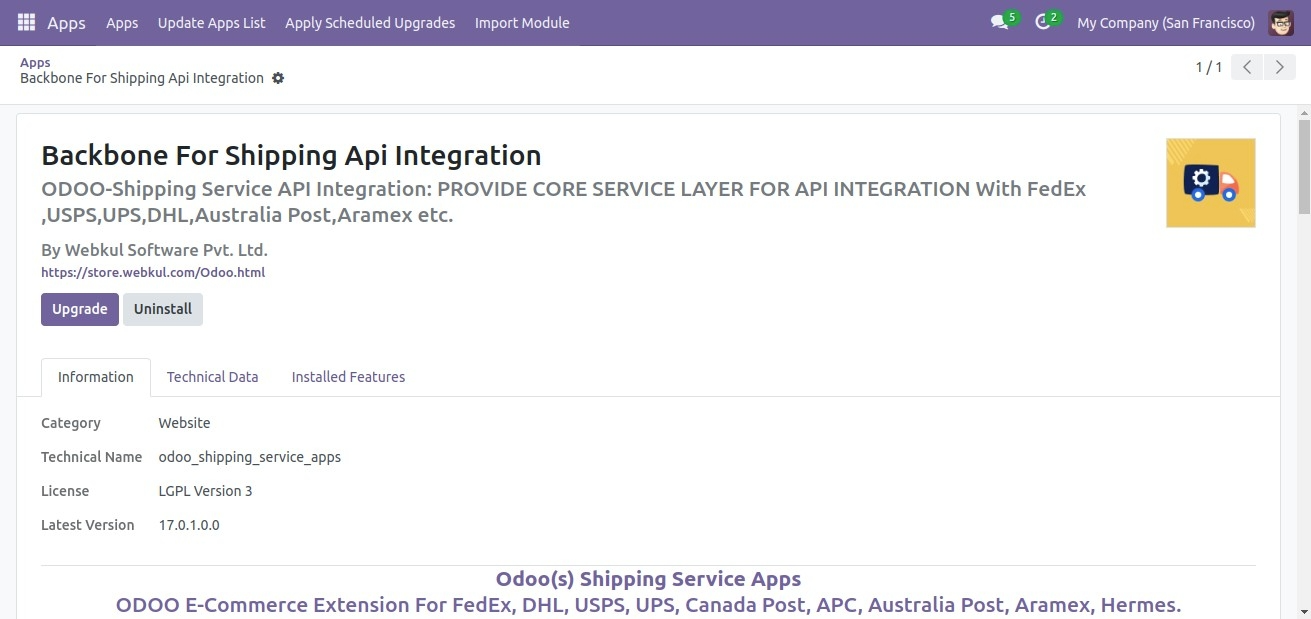 Apps Apps Update Apps List Apply Scheduled Upgrades Import Module 5 2 My Company (San Francisco)
Apps
Backbone For Shipping Api Integration 1 / 1
Backbone For Shipping Api Integration
ODOO-Shipping Service API Integration: PROVIDE CORE SERVICE LAYER FOR API INTEGRATION With FedEx
,USPS,UPS,DHL,Australia Post,Aramex etc.
By Webkul Software Pvt. Ltd.
https://store.webkul.com/Odoo.html
Upgrade Uninstall
Information Technical Data Installed Features
Category Website
Technical Name odoo_shipping_service_apps
License LGPL Version 3
Latest Version 17.0.1.0.0
Odoo(s) Shipping Service Apps
ODOO E-Commerce Extension For FedEx, DHL, USPS, UPS, Canada Post, APC, Australia Post, Aramex, Hermes.